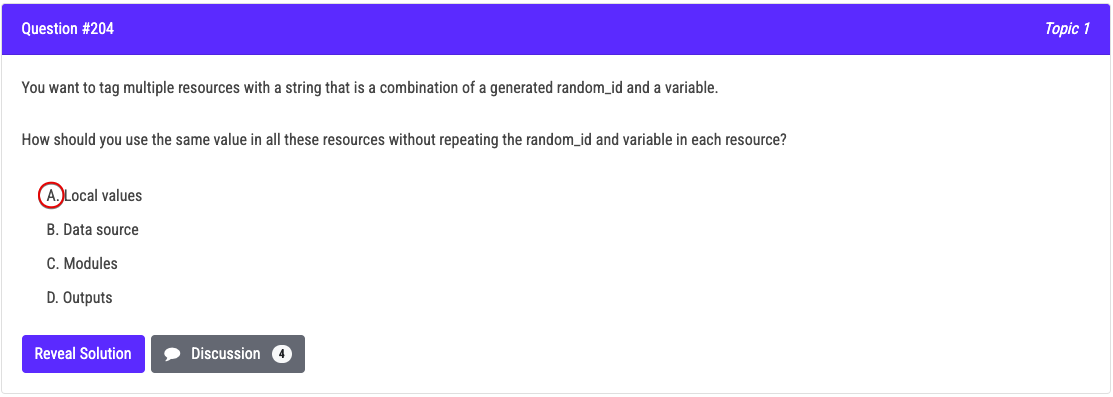 Question #204 Topic 1
You want to tag multiple resources with a string that is a combination of a generated random_id and a variable.
How should you use the same value in all these resources without repeating the random_id and variable in each resource?
A. Local values
B. Data source
C. Modules
D. Outputs
Reveal Solution Discussion 4